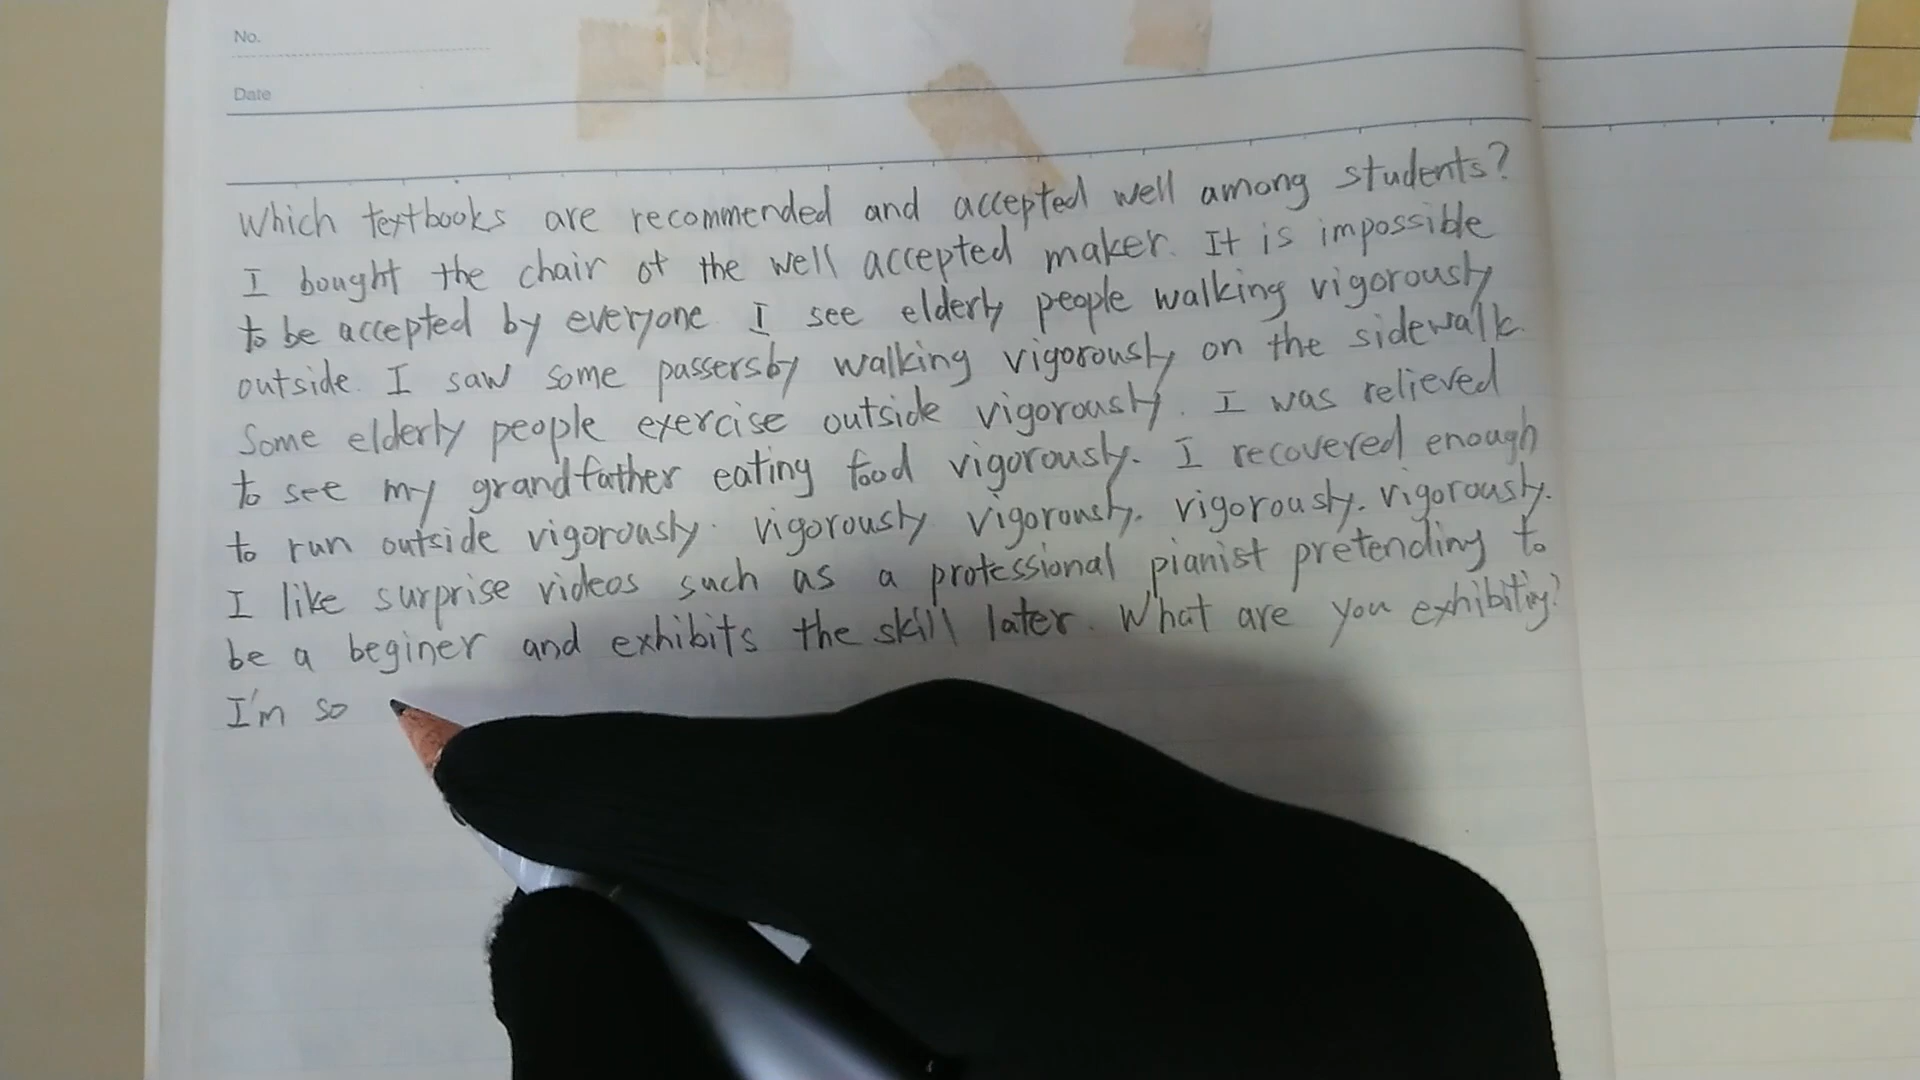 No.
Date
Which textbooks are recommended and accepted well among students?
I bought the chair of the well accepted maker. It is impossible
to be accepted by everyone. I see elderly people walking vigorously
outside. I saw some passersby walking vigorously on the sidewalk.
Some elderly people exercise outside vigorously. I was relieved
to see my grandfather eating food vigorously. I recovered enough
to run outside vigorously. vigorously vigorously. vigorously. vigorously.
I like surprise videos such as a professional pianist pretending to
be a beginer and exhibits the skill later. What are you exhibiting?
I'm so